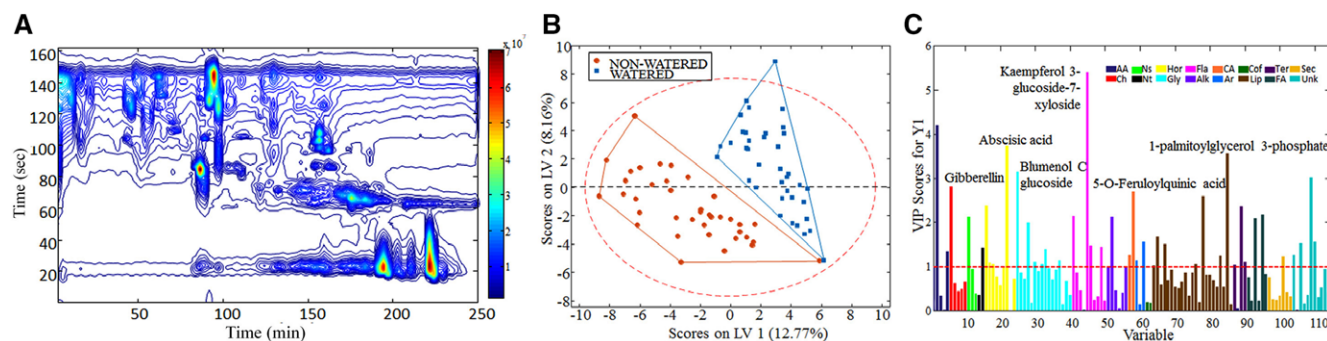 A
Time (sec)
160
140
120
100
80
60
40
20
50
100
150
200
250
Time (min)
x 10⁷
7
6
5
4
3
2
1
B
NON-WATERED
WATERED
Scores on LV 2 (8.16%)
10
8
6
4
2
0
-2
-4
-6
-8
-10
-8
-6
-4
-2
0
2
4
6
8
10
Scores on LV 1 (12.77%)
C
VIP Scores for Y1
6
5
4
3
2
1
0
AA Ns Hor Fla CA Cof Ter Sec
Ch Nt Gly Alk Ar Lip FA Unk
Kaempferol 3-
glucoside-7-
xyloside
Abscisic acid
Gibberellin
Blumenol C
glucoside
1-palmitoylglycerol 3-phosphate
5-O-Feruloylquinic acid
10
20
30
40
50
60
70
80
90
100
110
Variable